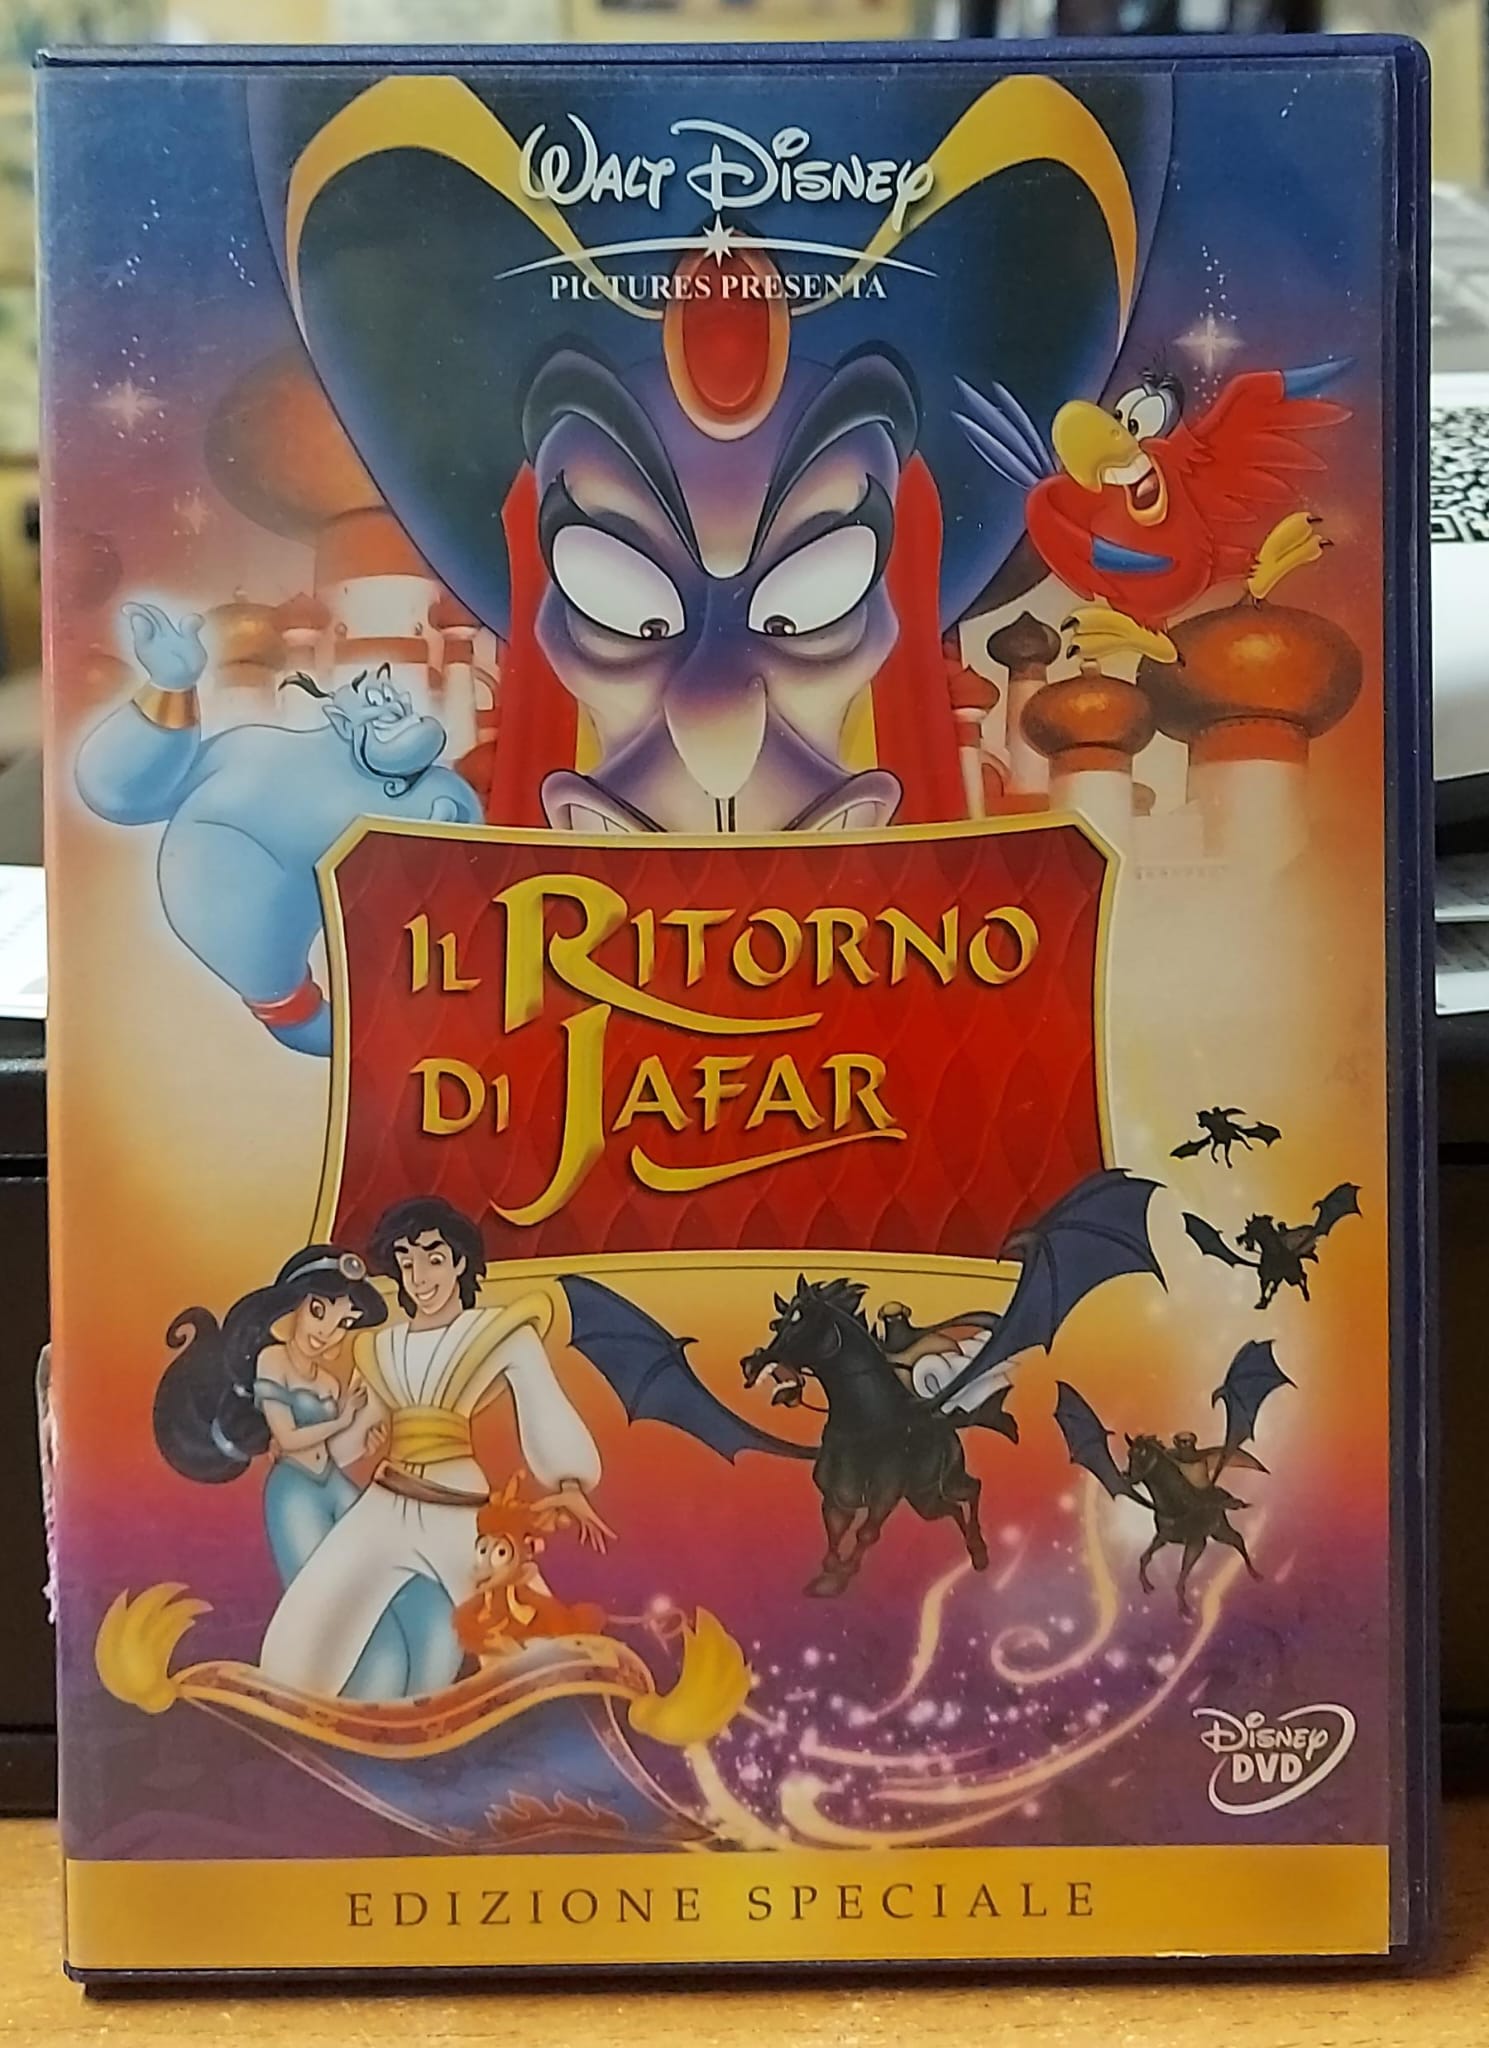 WALT DISNEY
PICTURES PRESENTA
IL RITORNO
DI JAFAR
DISNEY
DVD
EDIZIONE SPECIALE